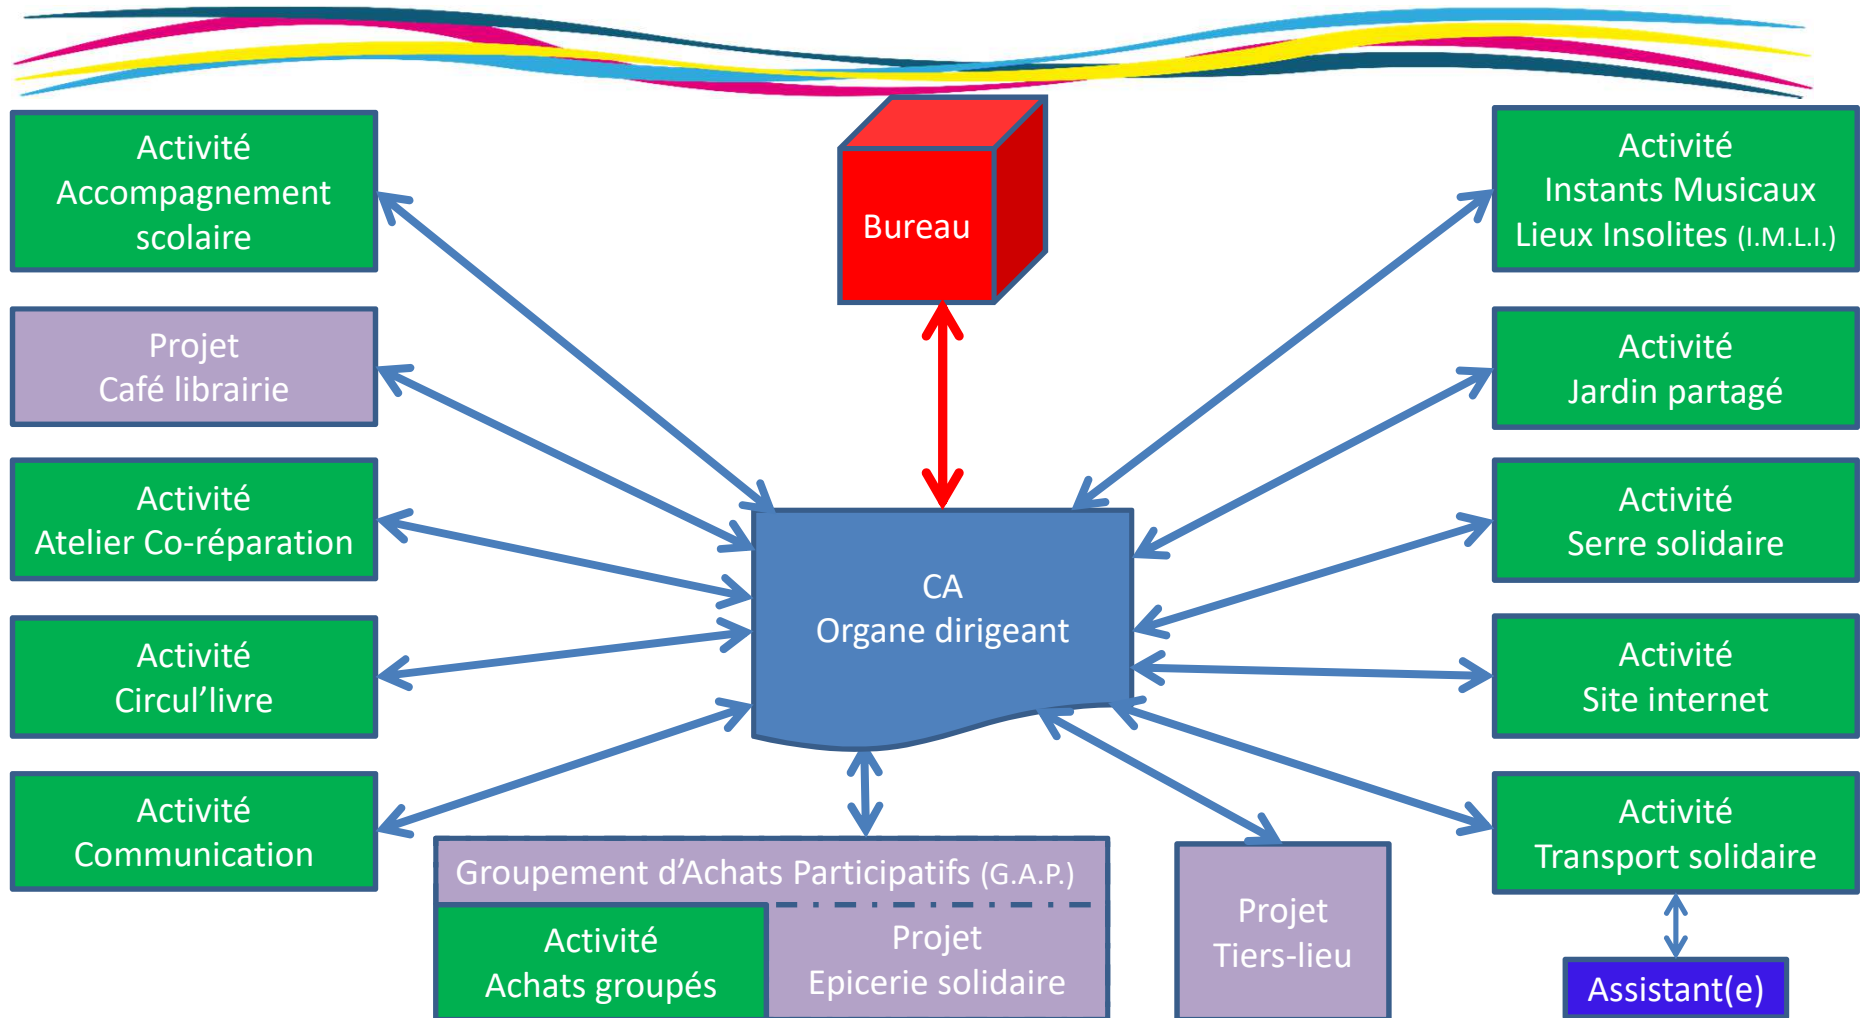 Activité
Accompagnement
scolaire
Projet
Café librairie
Activité
Atelier Co-réparation
Activité
Circul’livre
Activité
Communication
Bureau
CA
Organe dirigeant
Groupement d’Achats Participatifs (G.A.P.)
Activité
Achats groupés
Projet
Epicerie solidaire
Projet
Tiers-lieu
Activité
Instants Musicaux
Lieux Insolites (I.M.L.I.)
Activité
Jardin partagé
Activité
Serre solidaire
Activité
Site internet
Activité
Transport solidaire
Assistant(e)